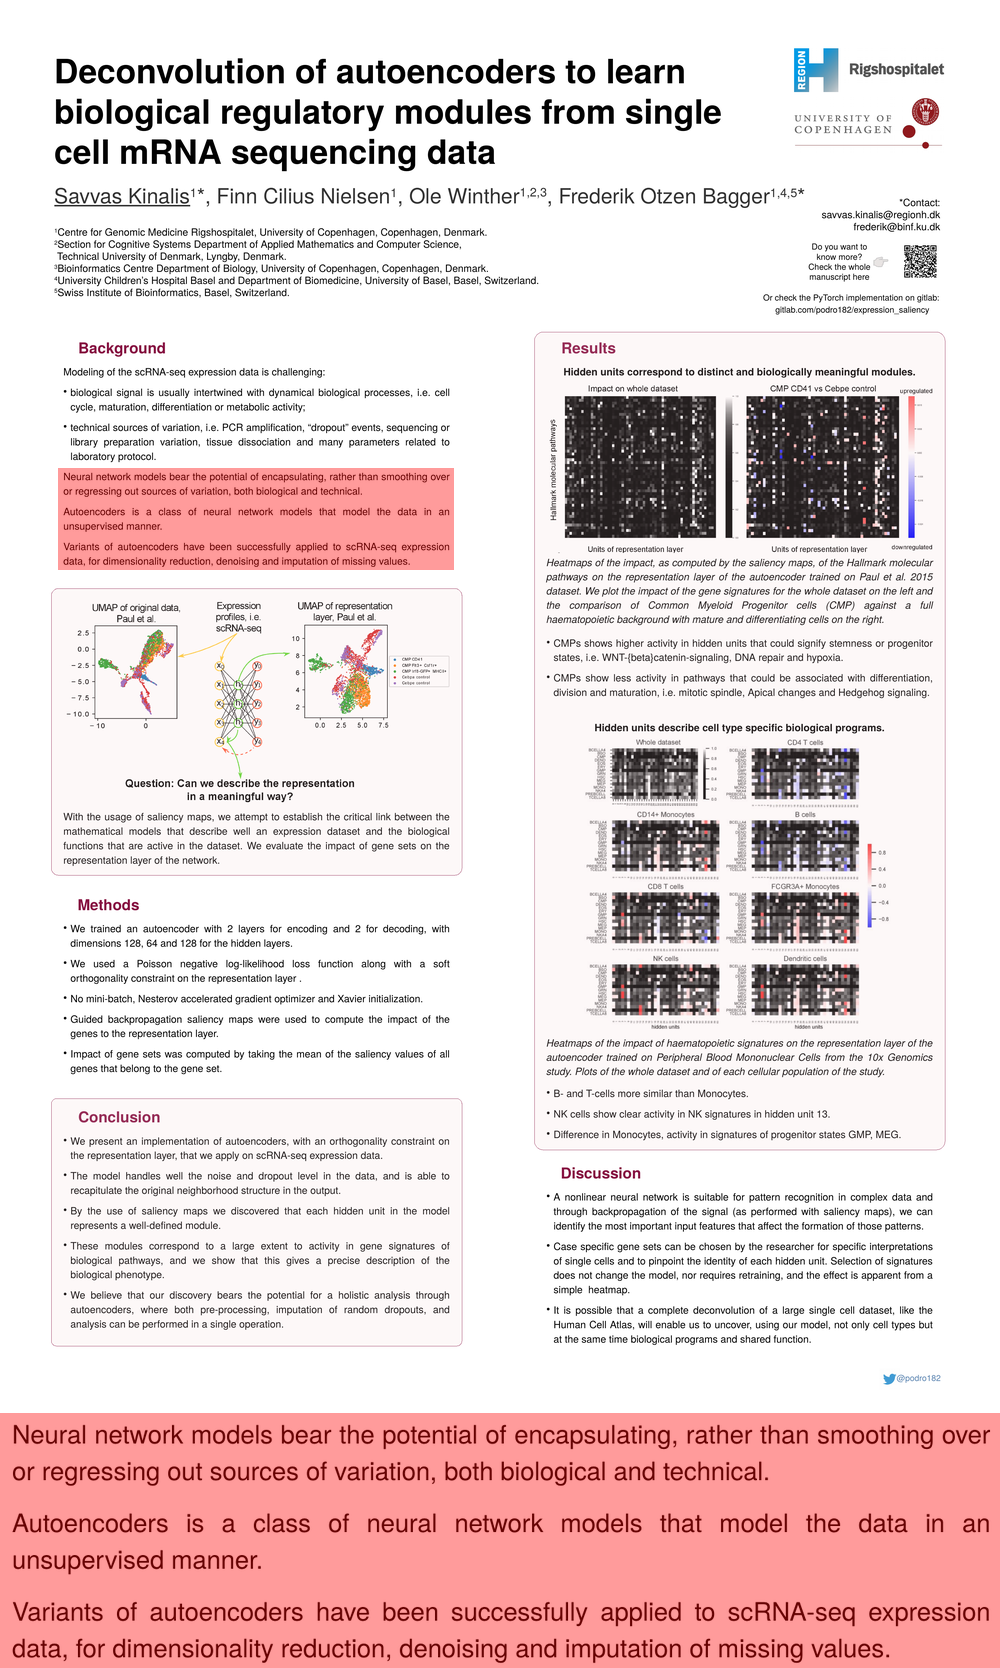 Deconvolution of autoencoders to learn
biological regulatory modules from single
cell mRNA sequencing data
REGION
Rigshospitalet
UNIVERSITY OF
COPENHAGEN
Savvas Kinalis1*, Finn Cilius Nielsen1, Ole Winther1,2,3, Frederik Otzen Bagger1,4,5*
1Centre for Genomic Medicine Rigshospitalet, University of Copenhagen, Copenhagen, Denmark.
2Section for Cognitive Systems Department of Applied Mathematics and Computer Science,
Technical University of Denmark, Lyngby, Denmark.
3Bioinformatics Centre Department of Biology, University of Copenhagen, Copenhagen, Denmark.
4University Children's Hospital Basel and Department of Biomedicine, University of Basel, Basel, Switzerland.
5Swiss Institute of Bioinformatics, Basel, Switzerland.
*Contact:
savvas.kinalis@regionh.dk
frederik@binf.ku.dk
Do you want to
know more?
Check the whole
manuscript here
Or check the PyTorch implementation on gitlab:
gitlab.com/podro182/expression_saliency
Background
Modeling of the scRNA-seq expression data is challenging:
• biological signal is usually intertwined with dynamical biological processes, i.e. cell
cycle, maturation, differentiation or metabolic activity;
• technical sources of variation, i.e. PCR amplification, “dropout” events, sequencing or
library preparation variation, tissue dissociation and many parameters related to
laboratory protocol.
Neural network models bear the potential of encapsulating, rather than smoothing over
or regressing out sources of variation, both biological and technical.
Autoencoders is a class of neural network models that model the data in an
unsupervised manner.
Variants of autoencoders have been successfully applied to scRNA-seq expression
data, for dimensionality reduction, denoising and imputation of missing values.
UMAP of original data,
Paul et al.
Expression
profiles, i.e.
scRNA-seq
UMAP of representation
layer, Paul et al.
2.5
0.0
−2.5
−5.0
−7.5
−10.0
−10
0
10
8
6
4
2
0.0 2.5 5.0 7.5
CMP CD41
Cebpe control
Question: Can we describe the representation
in a meaningful way?
With the usage of saliency maps, we attempt to establish the critical link between the
mathematical models that describe well an expression dataset and the biological
functions that are active in the dataset. We evaluate the impact of gene sets on the
representation layer of the network.
Methods
• We trained an autoencoder with 2 layers for encoding and 2 for decoding, with
dimensions 128, 64 and 128 for the hidden layers.
• We used a Poisson negative log-likelihood loss function along with a soft
orthogonality constraint on the representation layer .
• No mini-batch, Nesterov accelerated gradient optimizer and Xavier initialization.
• Guided backpropagation saliency maps were used to compute the impact of the
genes to the representation layer.
• Impact of gene sets was computed by taking the mean of the saliency values of all
genes that belong to the gene set.
Conclusion
• We present an implementation of autoencoders, with an orthogonality constraint on
the representation layer, that we apply on scRNA-seq expression data.
• The model handles well the noise and dropout level in the data, and is able to
recapitulate the original neighborhood structure in the output.
• By the use of saliency maps we discovered that each hidden unit in the model
represents a well-defined module.
• These modules correspond to a large extent to activity in gene signatures of
biological pathways, and we show that this gives a precise description of the
biological phenotype.
• We believe that our discovery bears the potential for a holistic analysis through
autoencoders, where both pre-processing, imputation of random dropouts, and
analysis can be performed in a single operation.
Results
Hidden units correspond to distinct and biologically meaningful modules.
Impact on whole dataset
CMP CD41 vs Cebpe control
upregulated
Hallmark molecular pathways
Units of representation layer
Units of representation layer
downregulated
Heatmaps of the impact, as computed by the saliency maps, of the Hallmark molecular
pathways on the representation layer of the autoencoder trained on Paul et al. 2015
dataset. We plot the impact of the gene signatures for the whole dataset on the left and
the comparison of Common Myeloid Progenitor cells (CMP) against a full
haematopoietic background with mature and differentiating cells on the right.
• CMPs shows higher activity in hidden units that could signify stemness or progenitor
states, i.e. WNT-{beta}catenin-signaling, DNA repair and hypoxia.
• CMPs show less activity in pathways that could be associated with differentiation,
division and maturation, i.e. mitotic spindle, Apical changes and Hedgehog signaling.
Hidden units describe cell type specific biological programs.
Whole dataset
CD4 T cells
CD14+ Monocytes
B cells
CD8 T cells
FCGR3A+ Monocytes
NK cells
Dendritic cells
0.8
0.4
0.0
−0.4
−0.8
hidden units
hidden units
Heatmaps of the impact of haematopoietic signatures on the representation layer of the
autoencoder trained on Peripheral Blood Mononuclear Cells from the 10x Genomics
study. Plots of the whole dataset and of each cellular population of the study.
• B- and T-cells more similar than Monocytes.
• NK cells show clear activity in NK signatures in hidden unit 13.
• Difference in Monocytes, activity in signatures of progenitor states GMP, MEG.
Discussion
• A nonlinear neural network is suitable for pattern recognition in complex data and
through backpropagation of the signal (as performed with saliency maps), we can
identify the most important input features that affect the formation of those patterns.
• Case specific gene sets can be chosen by the researcher for specific interpretations
of single cells and to pinpoint the identity of each hidden unit. Selection of signatures
does not change the model, nor requires retraining, and the effect is apparent from a
simple heatmap.
• It is possible that a complete deconvolution of a large single cell dataset, like the
Human Cell Atlas, will enable us to uncover, using our model, not only cell types but
at the same time biological programs and shared function.
@podro182
Neural network models bear the potential of encapsulating, rather than smoothing over
or regressing out sources of variation, both biological and technical.
Autoencoders is a class of neural network models that model the data in an
unsupervised manner.
Variants of autoencoders have been successfully applied to scRNA-seq expression
data, for dimensionality reduction, denoising and imputation of missing values.